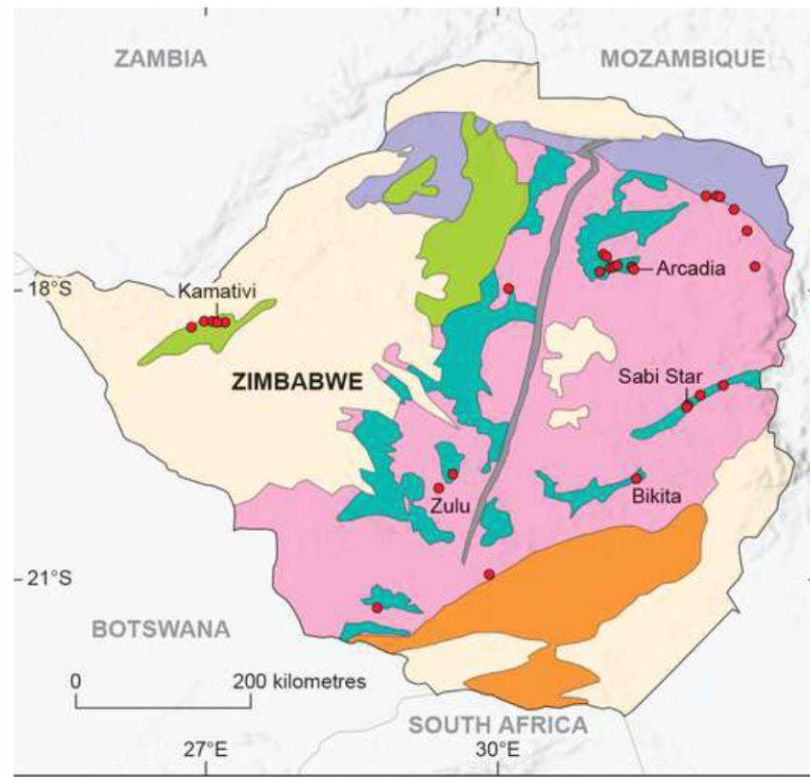 ZAMBIA
MOZAMBIQUE
18°S
Kamativi
Arcadia
ZIMBABWE
Sabi Star
Zulu
Bikita
21°S
BOTSWANA
0 200 kilometres
SOUTH AFRICA
27°E 30°E